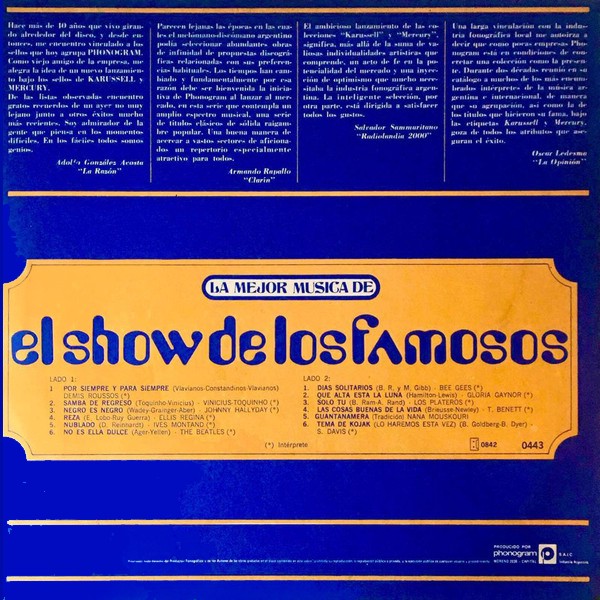 Hace más de 40 años que vivo giran-
do alrededor del disco, y desde en-
tonces, me encuentro vinculado a los
sellos que hoy agrupa PHONOGRAM.
Como viejo amigo de la empresa, me
alegra la idea de un nuevo lanzamien-
to bajo los sellos de KARUSSELL y
MERCURY.
De las listas observadas encuentro
gratos recuerdos de un ayer no muy
lejano junto a otros éxitos mucho
más recientes. Soy admirador de la
gente que piensa en los momentos
difíciles. En los fáciles todos somos
genios.
Adolfo González Acosta
"La Razón"
Parecen lejanas las épocas en las cua-
les el melómano-discómano argentino
podía seleccionar abundantes obras
de infinidad de propuestas discográ-
ficas relacionadas con sus preferen-
cias habituales. Los tiempos han cam-
biado y fundamentalmente por esa
razón debe ser bienvenida la inicia-
tiva de Phonogram al lanzar al mer-
cado, en esta serie que contempla un
amplio espectro musical, una serie
de títulos clásico de sólida raigam-
bre popular. Una buena manera de
acercar a vastos sectores de aficiona-
dos un repertorio especialmente
atractivo para todos.
Armando Rapallo
"Clarín"
El ambicioso lanzamiento de las co-
lecciones "Karussell" y "Mercury",
significa, más allá de la suma de va-
liosas individualidades artísticas que
comprende, un acto de fe en la po-
tencialidad del mercado y una inyec-
ción de optimismo que mucho nece-
sitaba la industria fonográfica argen-
tina. La inteligente selección, por
otra parte, está dirigida a satisfacer
todos los gustos.
Salvador Sammaritano
"Radiolandia 2000"
Una larga vinculación con la indus-
tria fonográfica local me autoriza a
decir que como pocas empresas Pho-
nogram está en condiciones de con-
cretar una colección como la presen-
te. Durante dos décadas reunió en su
catálogo a muchos de los más encum-
brados intérpretes de la música ar-
gentina e internacional, de manera
que su agrupación, así como la de
los títulos que hicieron su fama, bajo
las etiquetas Karussell y Mercury,
goza de todos los atributos que ase-
guran el éxito.
Oscar Ledesma
"La Opinión"
LA MEJOR MUSICA DE
el show de los famosos
LADO 1:
1. POR SIEMPRE Y PARA SIEMPRE (Vlavianos-Constandinos-Vlavianos)
DEMIS ROUSSOS (*)
2. SAMBA DE REGRESO (Toquinho-Vinicius) - VINICIUS-TOQUINHO (*)
3. NEGRO ES NEGRO (Wadey-Grainger-Aber) - JOHNNY HALLYDAY (*)
4. REZA (E. Lobo-Ruy Guerra) - ELLIS REGINA (*)
5. NUBLADO (D. Reinhardt) - IVES MONTAND (*)
6. NO ES ELLA DULCE (Ager-Yellen) - THE BEATLES (*)
LADO 2:
1. DIAS SOLITARIOS (B. R. y M. Gibb) - BEE GEES (*)
2. QUE ALTA ESTA LA LUNA (Hamilton-Lewis) - GLORIA GAYNOR (*)
3. SOLO TU (B. Ram-A. Rand) - LOS PLATEROS (*)
4. LAS COSAS BUENAS DE LA VIDA (Briêusse-Newley) - T. BENETT (*)
5. GUANTANAMERA (Tradición) NANA MOUSKOURI
6. TEMA DE KOJAK (LO HAREMOS ESTA VEZ) (B. Goldberg-B. Dyer) -
S. DAVIS (*)
(*) Intérprete
0842
0443
PRODUCIDO POR
phonogram
S.A.I.C.
Industria Argentina